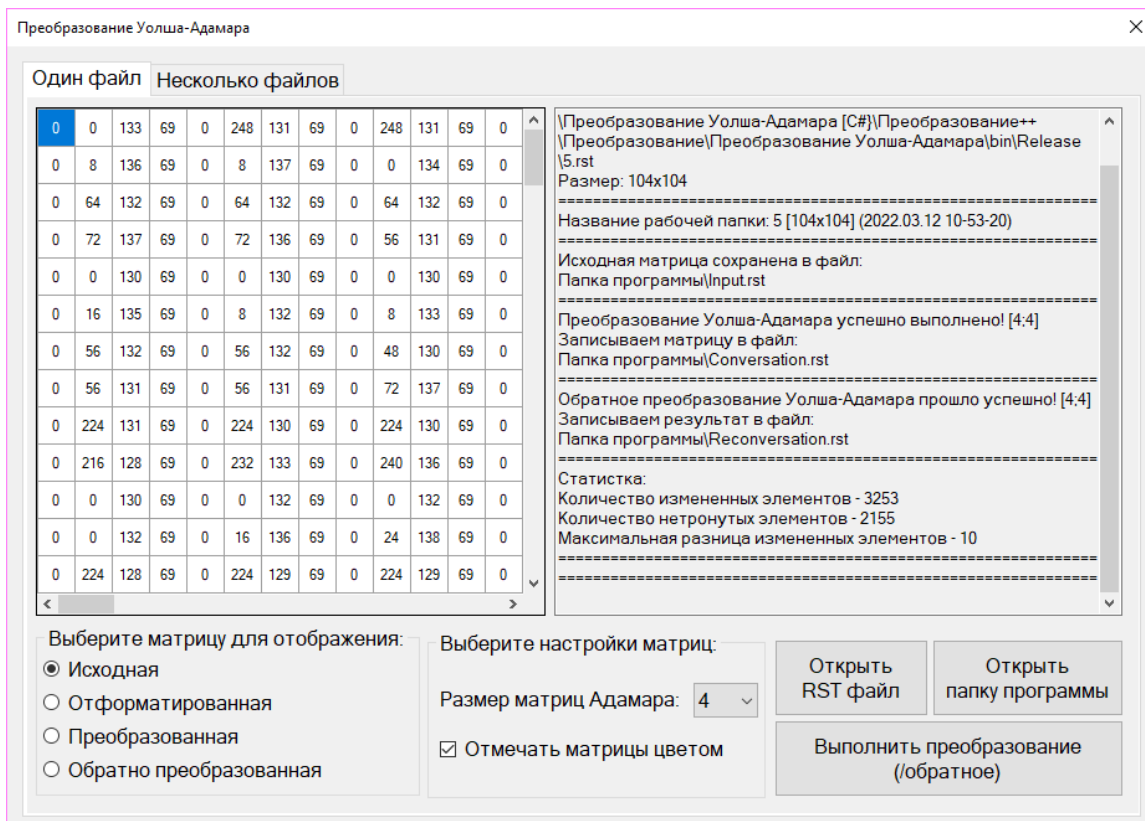 Преобразование Уолша-Адамара
Один файл Несколько файлов
0 0 133 69 0 248 131 69 0 248 131 69 0
0 8 136 69 0 8 137 69 0 0 134 69 0
0 64 132 69 0 64 132 69 0 64 132 69 0
0 72 137 69 0 72 136 69 0 56 131 69 0
0 0 130 69 0 0 130 69 0 0 130 69 0
0 16 135 69 0 8 132 69 0 8 133 69 0
0 56 132 69 0 56 132 69 0 48 130 69 0
0 56 131 69 0 56 131 69 0 72 137 69 0
0 224 131 69 0 224 130 69 0 224 130 69 0
0 216 128 69 0 232 133 69 0 240 136 69 0
0 0 130 69 0 0 132 69 0 0 132 69 0
0 0 132 69 0 16 136 69 0 24 138 69 0
0 224 128 69 0 224 129 69 0 224 129 69 0
\Преобразование Уолша-Адамара [C#}\Преобразование++
\Преобразование\Преобразование Уолша-Адамара\bin\Release
\5.rst
Размер: 104x104
==============================================================
Название рабочей папки: 5 [104x104] (2022.03.12 10-53-20)
==============================================================
Исходная матрица сохранена в файл:
Папка программы\Input.rst
==============================================================
Преобразование Уолша-Адамара успешно выполнено! [4;4]
Записываем матрицу в файл:
Папка программы\Conversation.rst
==============================================================
Обратное преобразование Уолша-Адамара прошло успешно! [4;4]
Записываем результат в файл:
Папка программы\Reconversation.rst
==============================================================
Статистка:
Количество измененных элементов - 3253
Количество нетронутых элементов - 2155
Максимальная разница измененных элементов - 10
==============================================================
==============================================================
Выберите матрицу для отображения:
Исходная
Отформатированная
Преобразованная
Обратно преобразованная
Выберите настройки матриц:
Размер матриц Адамара: 4
Отмечать матрицы цветом
Открыть
RST файл
Открыть
папку программы
Выполнить преобразование
(/обратное)